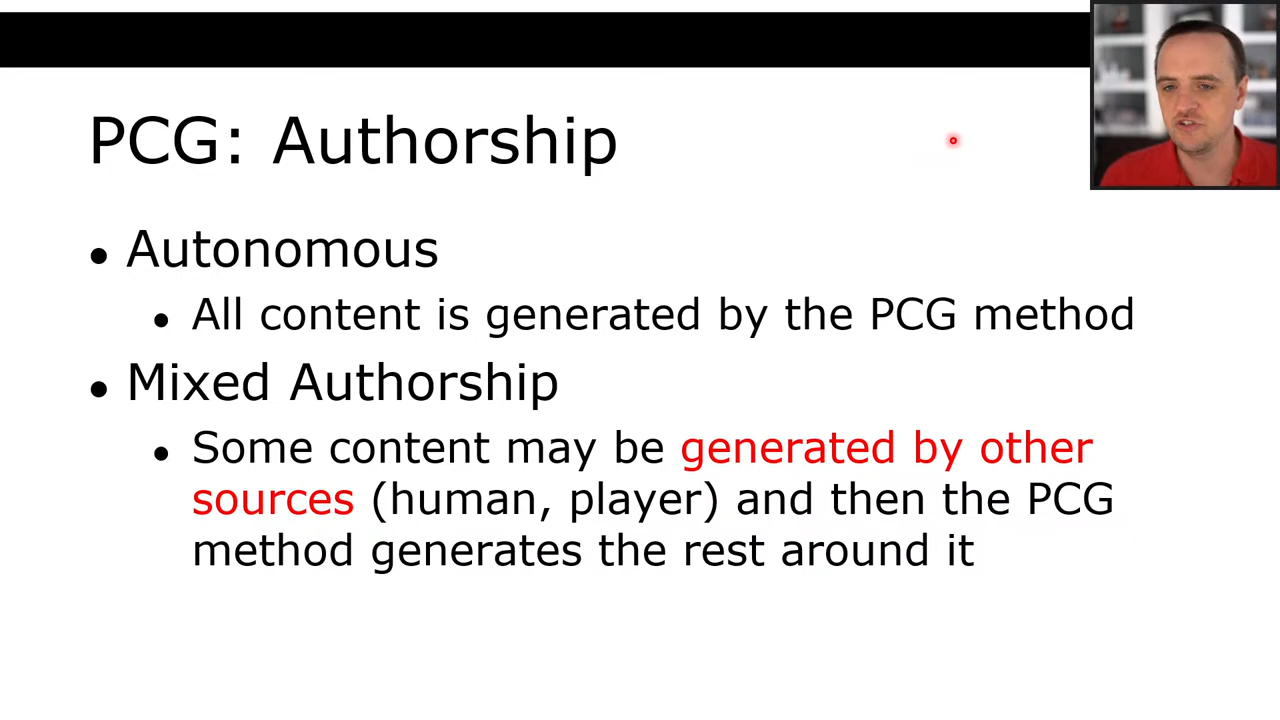 PCG: Authorship
• Autonomous
• All content is generated by the PCG method
• Mixed Authorship
• Some content may be generated by other
sources (human, player) and then the PCG
method generates the rest around it